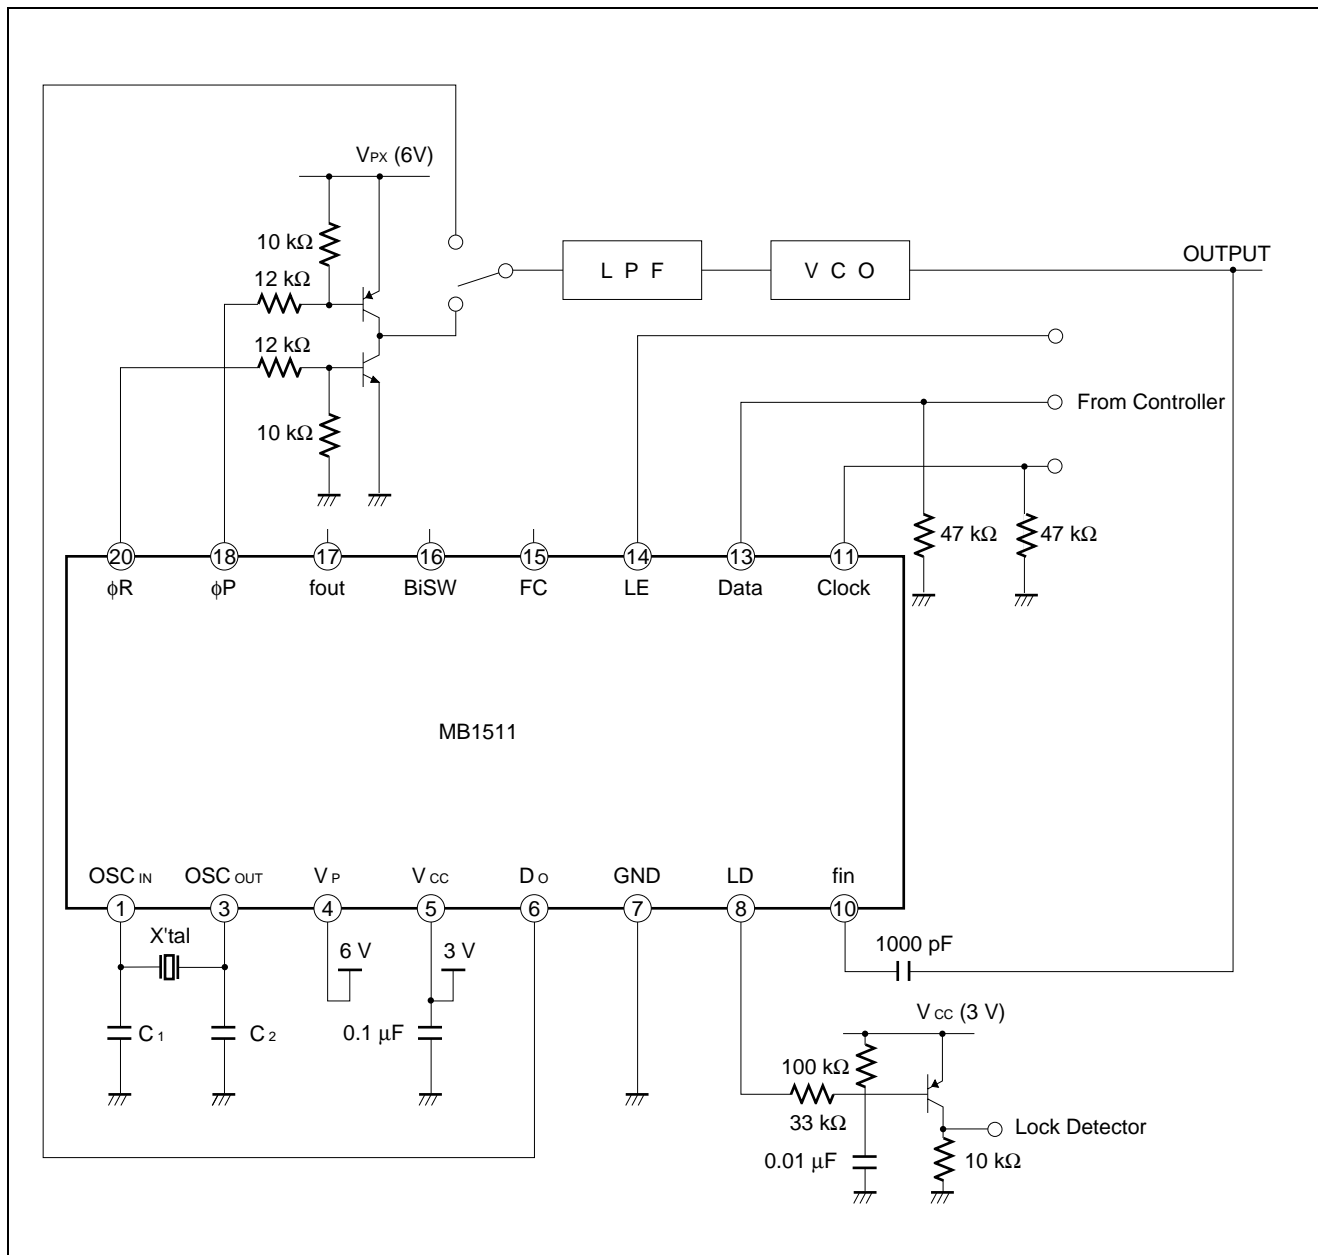 VPX (6V)
10 kΩ
12 kΩ
12 kΩ
10 kΩ
L P F
V C O
OUTPUT
From Controller
47 kΩ 47 kΩ
20 18 17 16 15 14 13 11
ϕR ϕP fout BiSW FC LE Data Clock
MB1511
OSC IN OSC OUT V P V CC D O GND LD fin
1 3 4 5 6 7 8 10
X'tal
6 V
3 V
1000 pF
C 1
C 2
0.1 µF
V CC (3 V)
100 kΩ
33 kΩ
Lock Detector
0.01 µF
10 kΩ